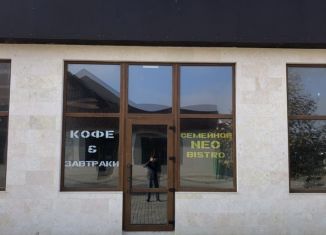 КОФЕ
&
ЗАВТРАКИ
СЕМЕЙНОЕ
NEO
BISTRO